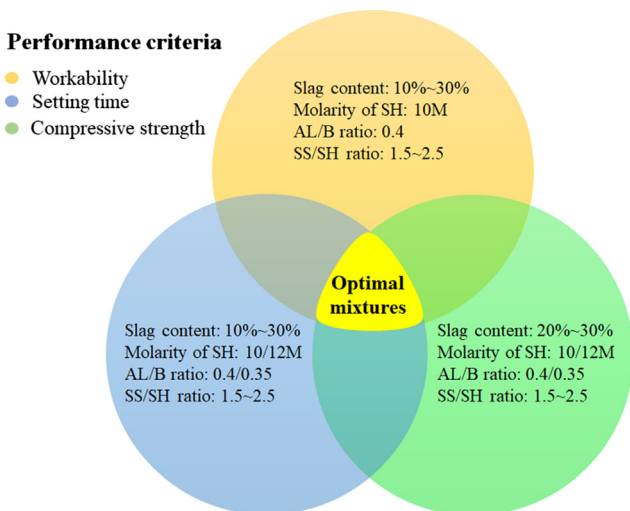 Performance criteria
Workability
Setting time
Compressive strength
Slag content: 10%~30%
Molarity of SH: 10M
AL/B ratio: 0.4
SS/SH ratio: 1.5~2.5
Optimal
mixtures
Slag content: 10%~30%
Molarity of SH: 10/12M
AL/B ratio: 0.4/0.35
SS/SH ratio: 1.5~2.5
Slag content: 20%~30%
Molarity of SH: 10/12M
AL/B ratio: 0.4/0.35
SS/SH ratio: 1.5~2.5